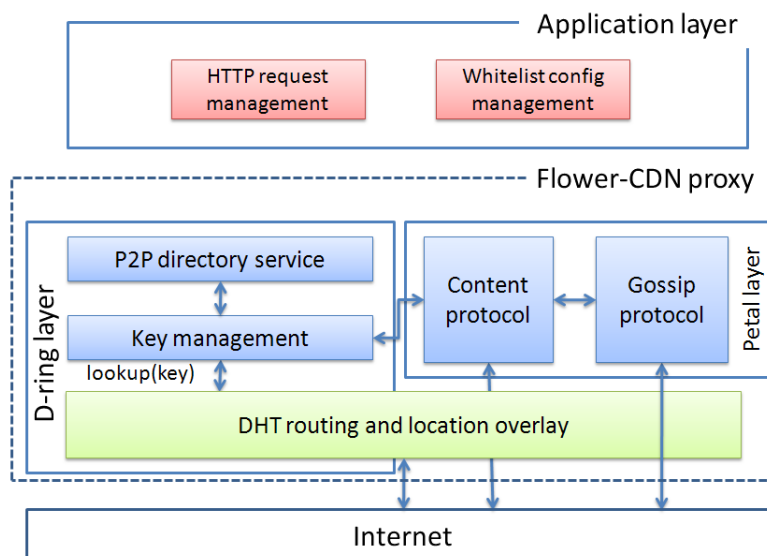 Application layer
HTTP request
management
Whitelist config
management
Flower-CDN proxy
D-ring layer
P2P directory service
Key management
lookup(key)
Content
protocol
Gossip
protocol
Petal layer
DHT routing and location overlay
Internet